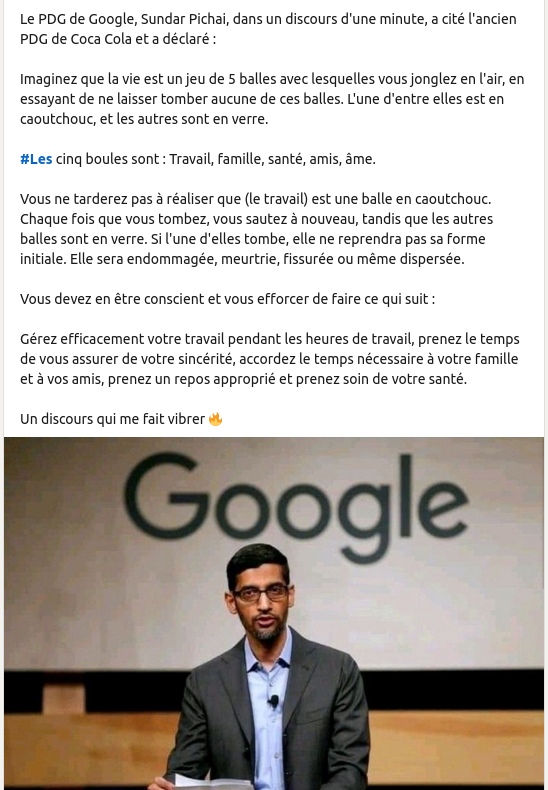 Le PDG de Google, Sundar Pichai, dans un discours d'une minute, a cité l'ancien
PDG de Coca Cola et a déclaré :
Imaginez que la vie est un jeu de 5 balles avec lesquelles vous jonglez en l'air, en
essayant de ne laisser tomber aucune de ces balles. L'une d'entre elles est en
caoutchouc, et les autres sont en verre.
#Les cinq boules sont : Travail, famille, santé, amis, âme.
Vous ne tarderez pas à réaliser que (le travail) est une balle en caoutchouc.
Chaque fois que vous tombez, vous sautez à nouveau, tandis que les autres
balles sont en verre. Si l'une d'elles tombe, elle ne reprendra pas sa forme
initiale. Elle sera endommagée, meurtrie, fissurée ou même dispersée.
Vous devez en être conscient et vous efforcer de faire ce qui suit :
Gérez efficacement votre travail pendant les heures de travail, prenez le temps
de vous assurer de votre sincérité, accordez le temps nécessaire à votre famille
et à vos amis, prenez un repos approprié et prenez soin de votre santé.
Un discours qui me fait vibrer 🔥
Google